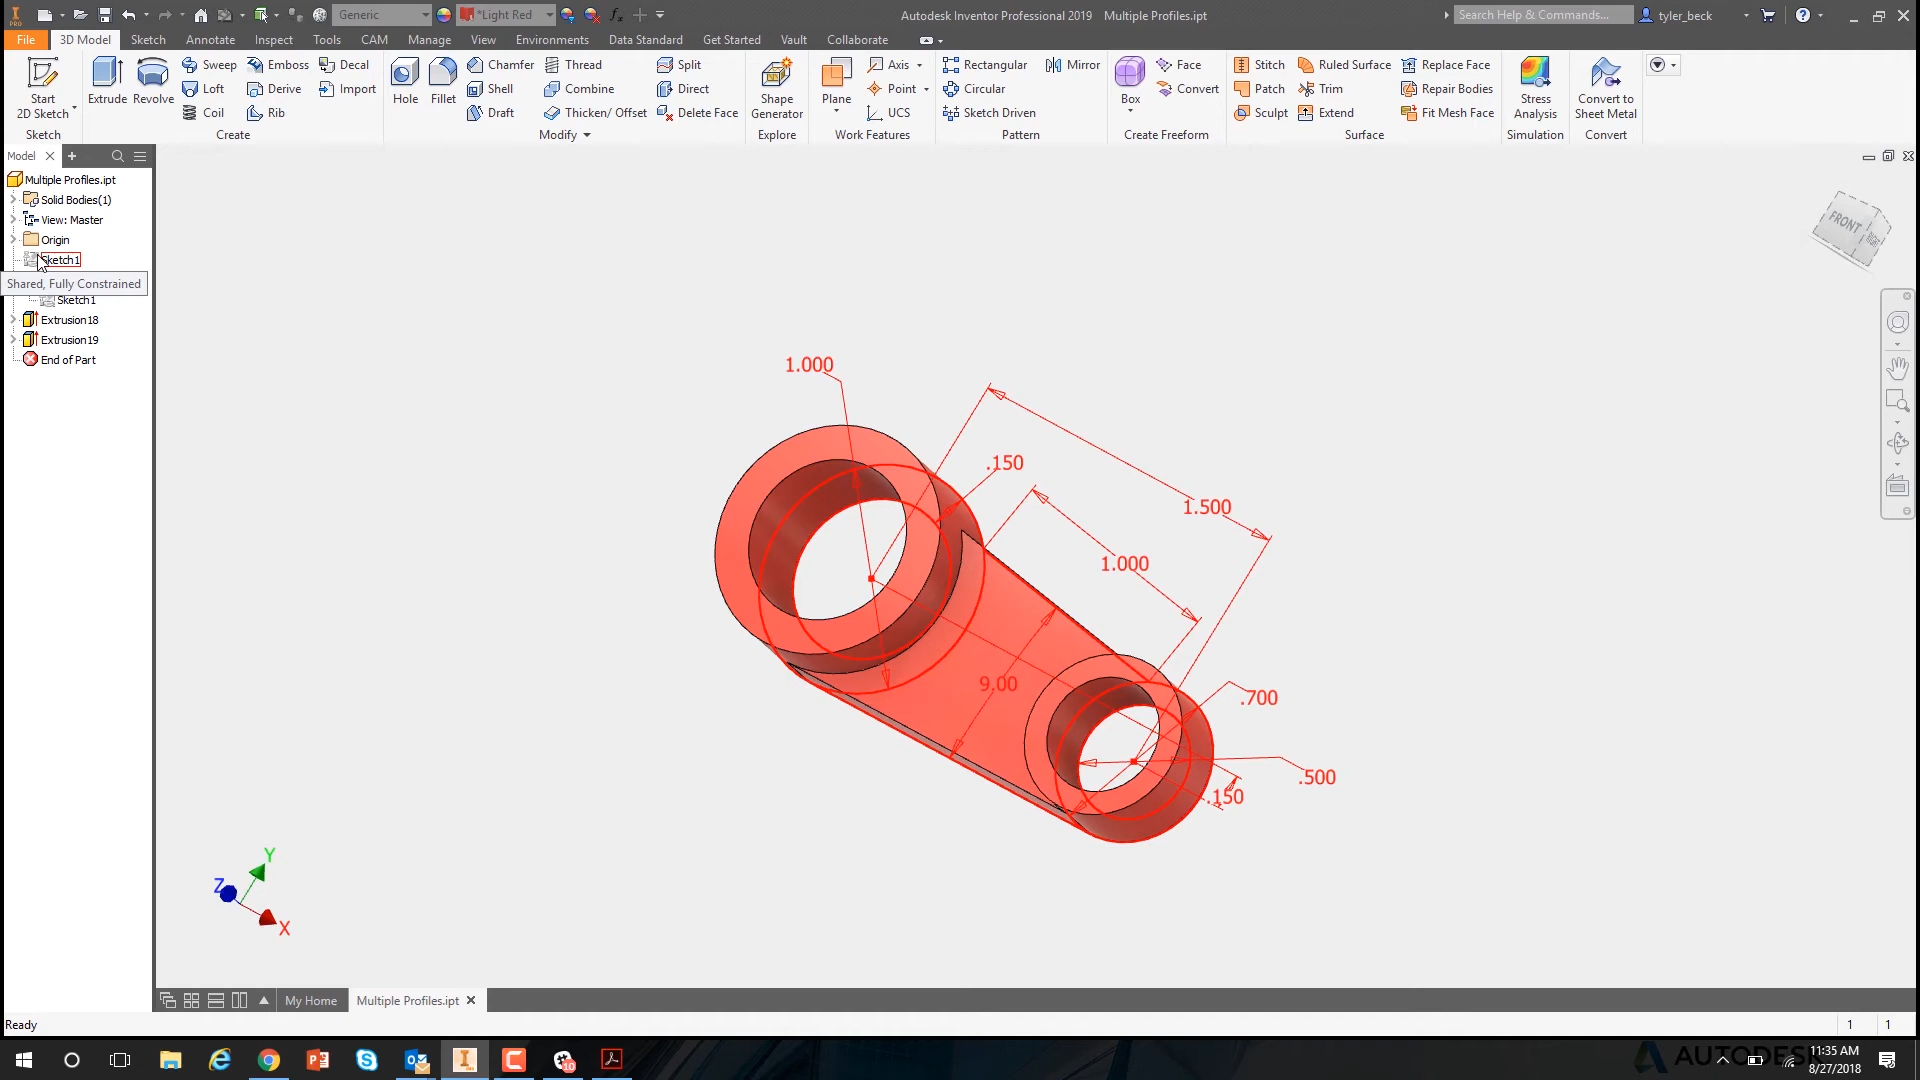 Generic
*Light Red
Autodesk Inventor Professional 2019 Multiple Profiles.ipt
Search Help & Commands...
tyler_beck
File 3D Model Sketch Annotate Inspect Tools CAM Manage View Environments Data Standard Get Started Vault Collaborate
Start
2D Sketch
Sketch
Extrude
Revolve
Sweep Emboss Decal
Loft Derive Import
Coil Rib
Create
Hole
Fillet
Chamfer Thread Split
Shell Combine Direct
Draft Thicken/ Offset Delete Face
Modify
Shape
Generator
Explore
Plane
Axis
Point
UCS
Work Features
Rectangular Mirror
Circular
Sketch Driven
Pattern
Box
Face
Convert
Create Freeform
Stitch Ruled Surface Replace Face
Patch Trim Repair Bodies
Sculpt Extend Fit Mesh Face
Surface
Stress
Analysis
Simulation
Convert to
Sheet Metal
Convert
Model
Multiple Profiles.ipt
Solid Bodies(1)
View: Master
Origin
Sketch1
Shared, Fully Constrained
Sketch1
Extrusion18
Extrusion19
End of Part
FRONT
1.000
.150
1.500
1.000
9.00
.700
.500
.150
Y
Z
X
My Home
Multiple Profiles.ipt
Ready
1 1
10
AUTODESK
11:35 AM
8/27/2018